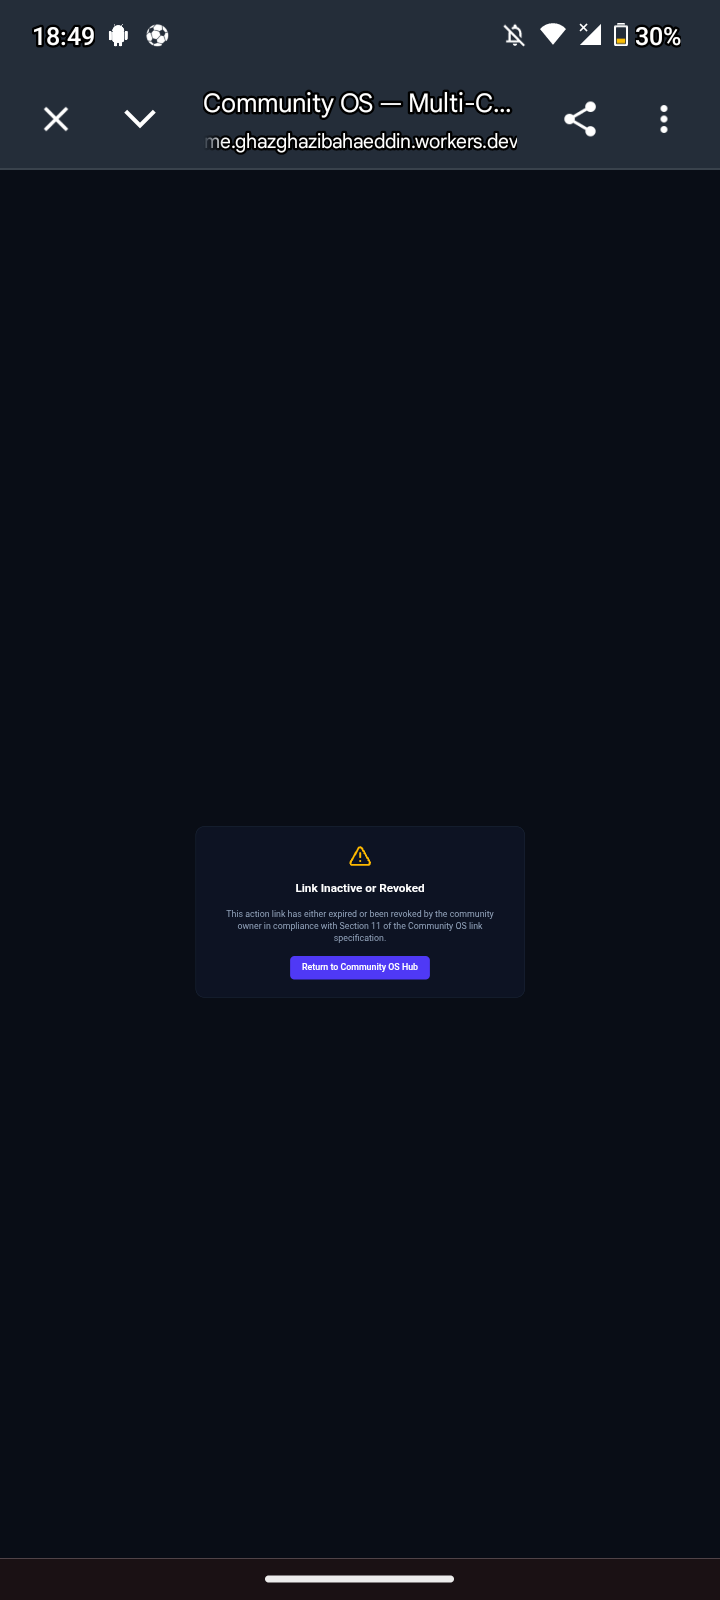 18:49
30%
Community OS — Multi-C...
me.ghazghazibahaeddin.workers.dev
Link Inactive or Revoked
This action link has either expired or been revoked by the community
owner in compliance with Section 11 of the Community OS link
specification.
Return to Community OS Hub